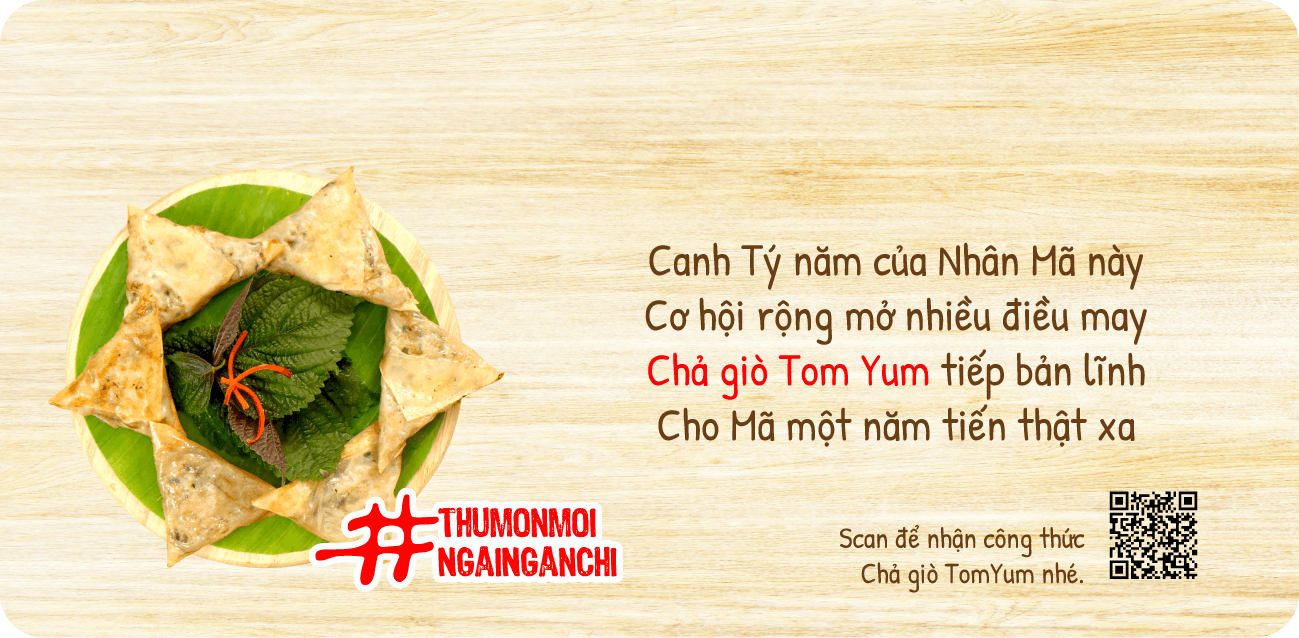 Canh Tý năm của Nhân Mã này
Cơ hội rộng mở nhiều điều may
Chả giò Tom Yum tiếp bản lĩnh
Cho Mã một năm tiến thật xa
#THUMONMOI
NGAINGANCHI
Scan để nhận công thức
Chả giò TomYum nhé.